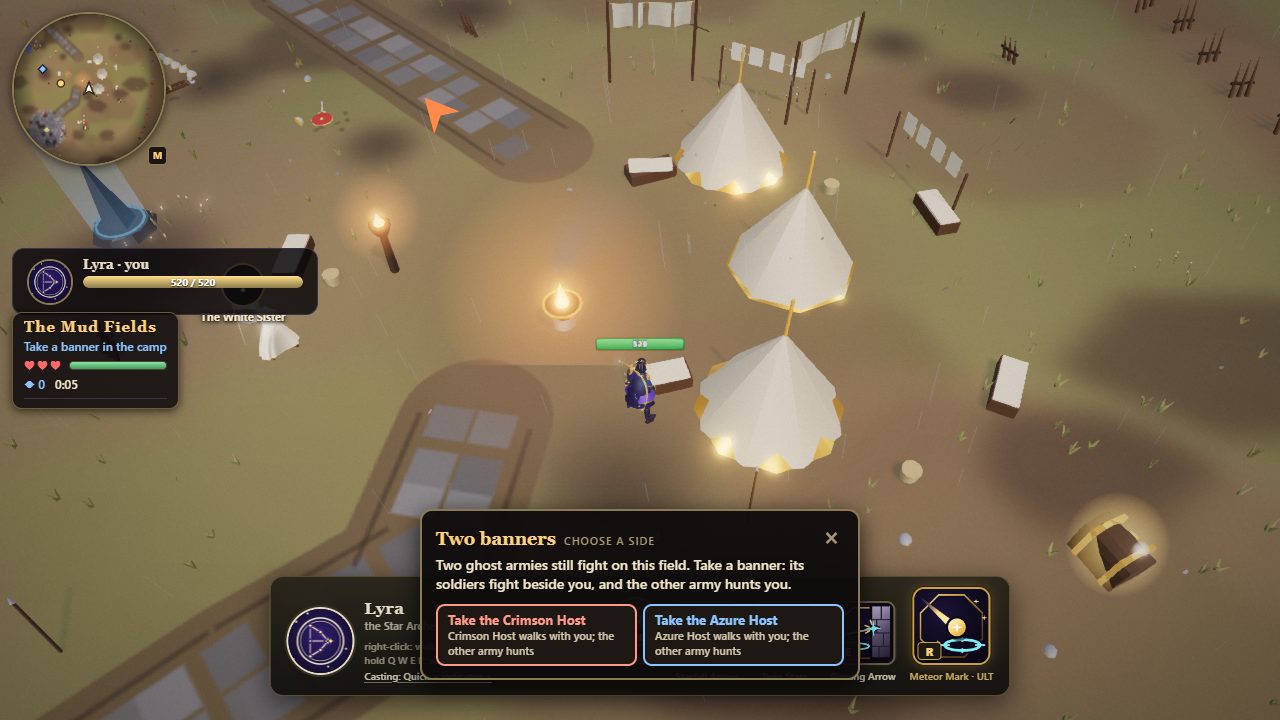 M
Lyra - you
520 / 520
The White Sister
The Mud Fields
Take a banner in the camp
0 0:05
520
Two banners CHOOSE A SIDE
Two ghost armies still fight on this field. Take a banner: its
soldiers fight beside you, and the other army hunts you.
Take the Crimson Host
Crimson Host walks with you; the
other army hunts
Take the Azure Host
Azure Host walks with you; the
other army hunts
Lyra
the Star
right-click:
hold Q W E
Casting:
Arrow
R
Meteor Mark · ULT